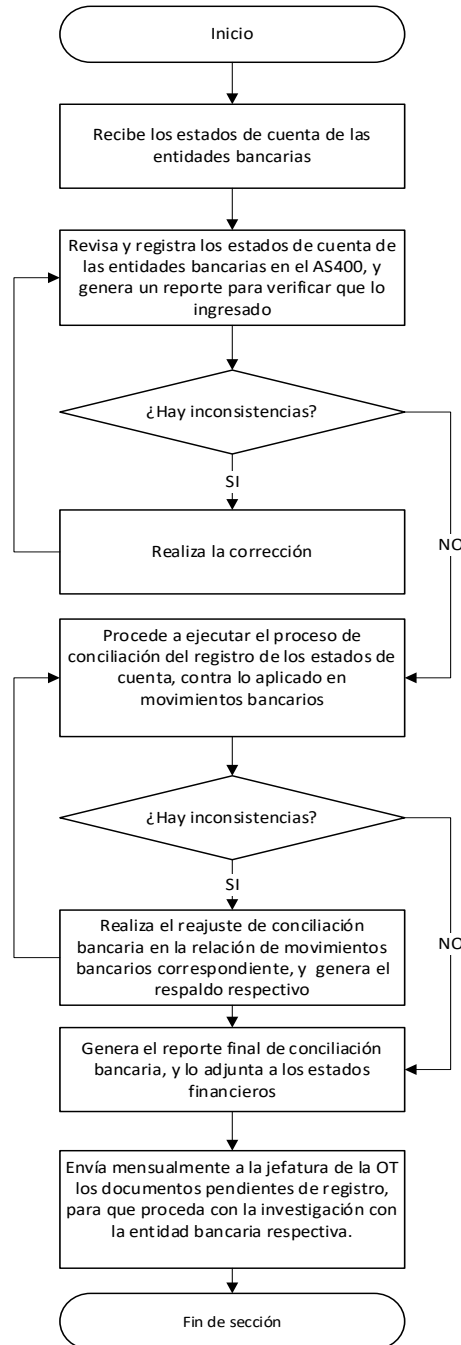 Inicio
Recibe los estados de cuenta de las
entidades bancarias
Revisa y registra los estados de cuenta de
las entidades bancarias en el AS400, y
genera un reporte para verificar que lo
ingresado
¿Hay inconsistencias?
SI
NO
Realiza la corrección
Procede a ejecutar el proceso de
conciliación del registro de los estados de
cuenta, contra lo aplicado en
movimientos bancarios
¿Hay inconsistencias?
SI
NO
Realiza el reajuste de conciliación
bancaria en la relación de movimientos
bancarios correspondiente, y  genera el
respaldo respectivo
Genera el reporte final de conciliación
bancaria, y lo adjunta a los estados
financieros
Envía mensualmente a la jefatura de la OT
los documentos pendientes de registro,
para que proceda con la investigación con
la entidad bancaria respectiva.
Fin de sección